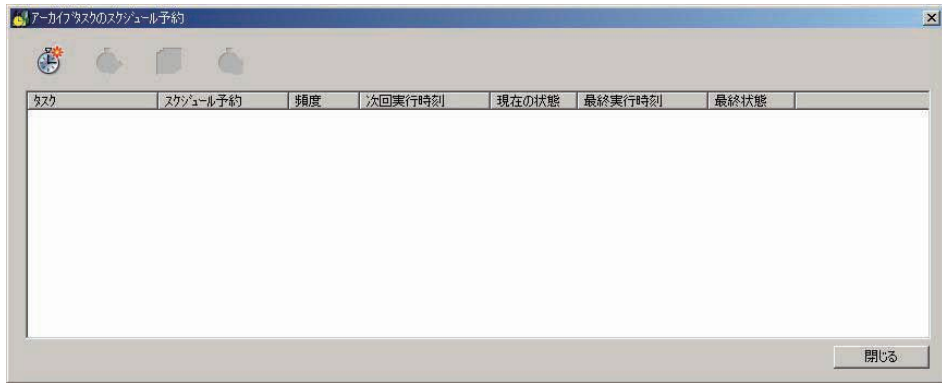 アーカイブタスクのスケジュール予約
タスク スケジュール予約 頻度 次回実行時刻 現在の状態 最終実行時刻 最終状態
閉じる